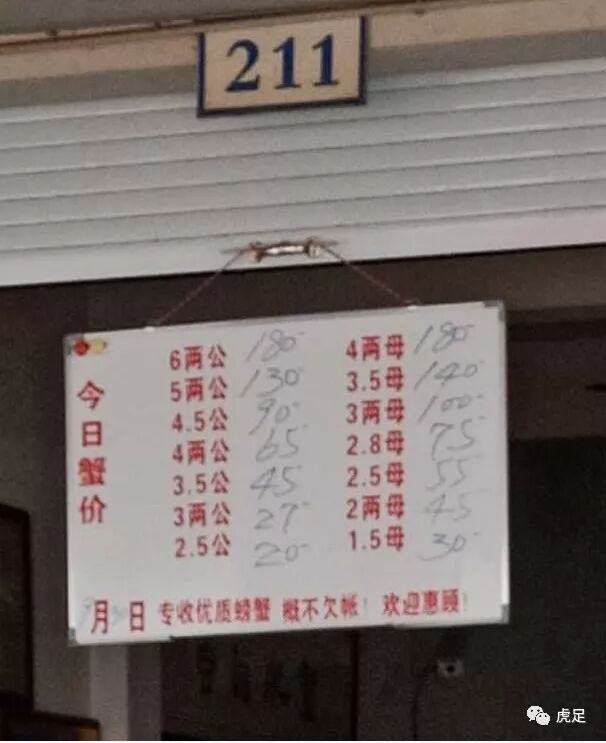 211
今日蟹价
6两公 180
5两公 130
4.5公 90
4两公 65
3.5公 45
3两公 27
2.5公 20
4两母 180
3.5母 140
3两母 100
2.8母 75
2.5母 55
2两母 45
1.5母 30
月 日 专收优质螃蟹 概不欠帐！欢迎惠顾！
虎足